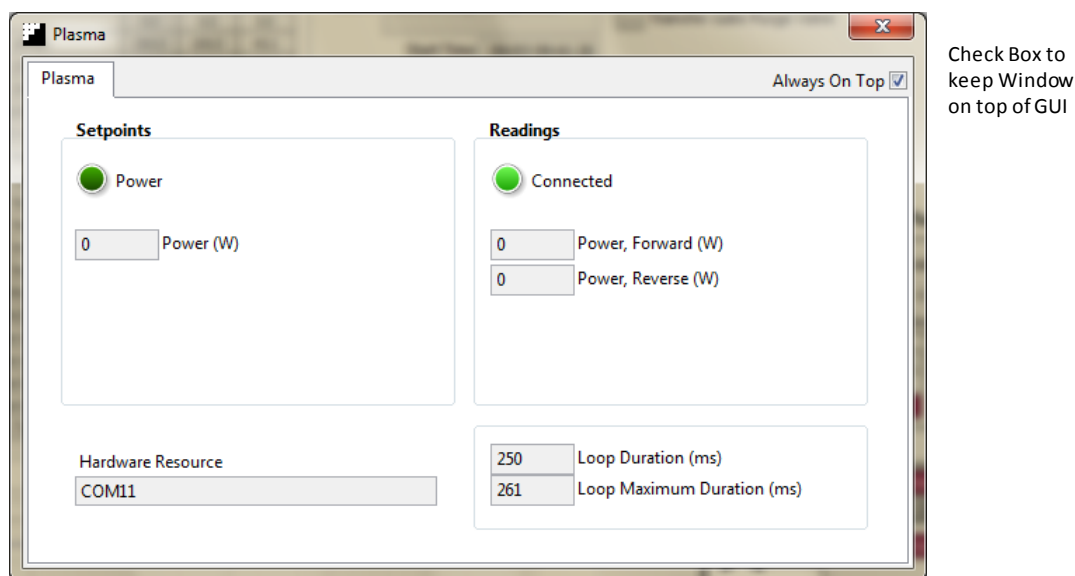 Plasma
Plasma
Always On Top
Check Box to
keep Window
on top of GUI
Setpoints
Power
0 Power (W)
Readings
Connected
0 Power, Forward (W)
0 Power, Reverse (W)
Hardware Resource
COM11
250 Loop Duration (ms)
261 Loop Maximum Duration (ms)